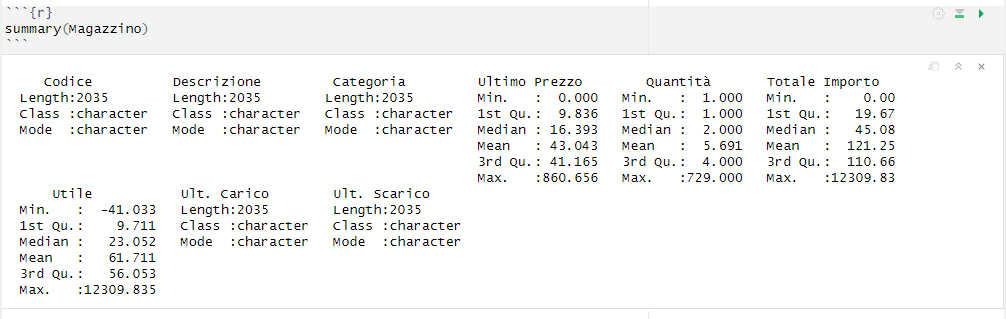 ```{r}
summary(Magazzino)
```
    Codice          Descrizione         Categoria         Ultimo Prezzo        Quantità       Totale Importo
 Length:2035        Length:2035        Length:2035        Min.   :  0.000   Min.   :  1.000   Min.   :    0.00
 Class :character   Class :character   Class :character   1st Qu.:  9.836   1st Qu.:  1.000   1st Qu.:   19.67
 Mode  :character   Mode  :character   Mode  :character   Median : 16.393   Median :  2.000   Median :   45.08
                                                          Mean   : 43.043   Mean   :  5.691   Mean   :  121.25
                                                          3rd Qu.: 41.165   3rd Qu.:  4.000   3rd Qu.:  110.66
                                                          Max.   :860.656   Max.   :729.000   Max.   :12309.83
     Utile           Ult. Carico        Ult. Scarico
 Min.   :  -41.033   Length:2035        Length:2035
 1st Qu.:    9.711   Class :character   Class :character
 Median :   23.052   Mode  :character   Mode  :character
 Mean   :   61.711
 3rd Qu.:   56.053
 Max.   :12309.835